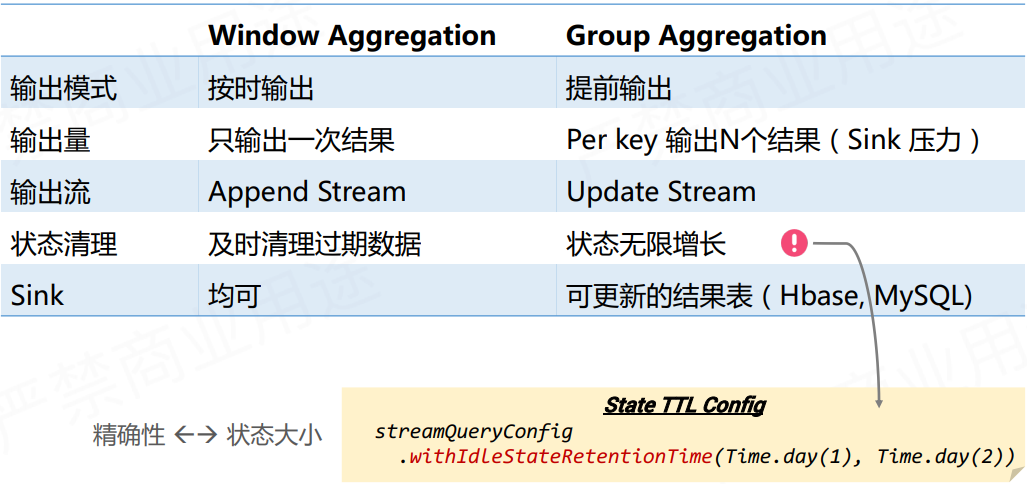 Window Aggregation Group Aggregation
输出模式 按时输出 提前输出
输出量 只输出一次结果 Per key 输出N个结果（Sink 压力）
输出流 Append Stream Update Stream
状态清理 及时清理过期数据 状态无限增长
Sink 均可 可更新的结果表（Hbase, MySQL)
State TTL Config
精确性 ←→ 状态大小
streamQueryConfig
.withIdleStateRetentionTime(Time.day(1), Time.day(2))
严禁商业用途